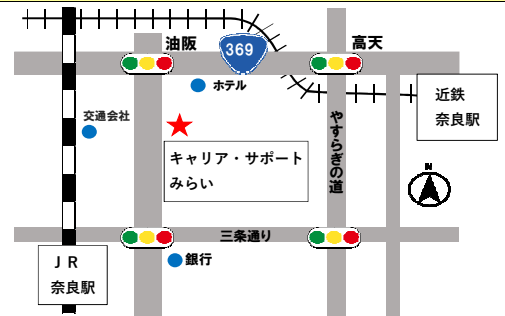 油阪
369
高天
ホテル
近鉄
奈良駅
交通会社
やすらぎの道
キャリア・サポート
みらい
N
三条通り
銀行
ＪＲ
奈良駅